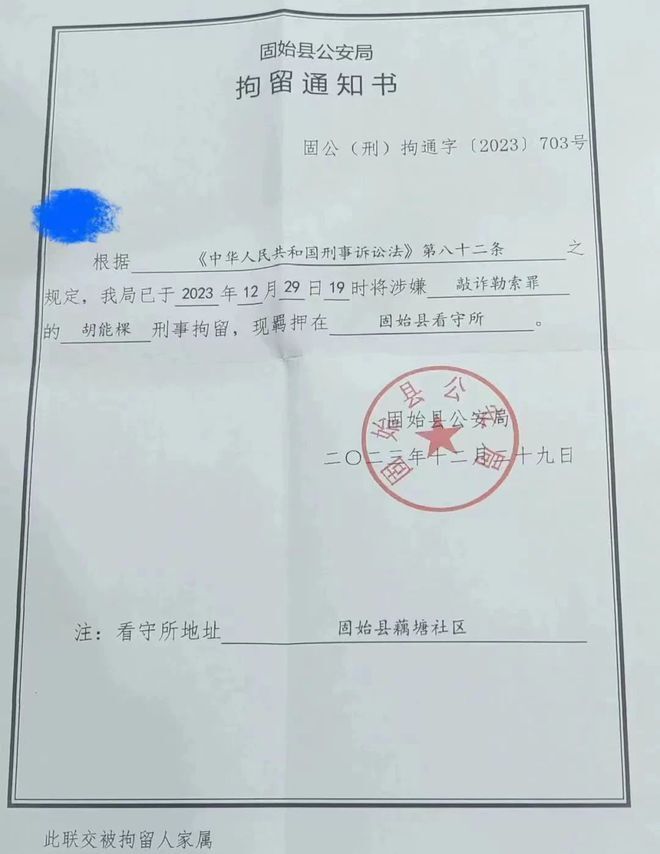 固始县公安局
拘留通知书
固公（刑）拘通字〔2023〕703号
根据《中华人民共和国刑事诉讼法》第八十二条之
规定，我局已于2023年12月29日19时将涉嫌敲诈勒索罪
的胡能棵刑事拘留，现羁押在固始县看守所。
固始县公安局
固始县公安局
二〇二三年十二月二十九日
注：看守所地址固始县藕塘社区
此联交被拘留人家属